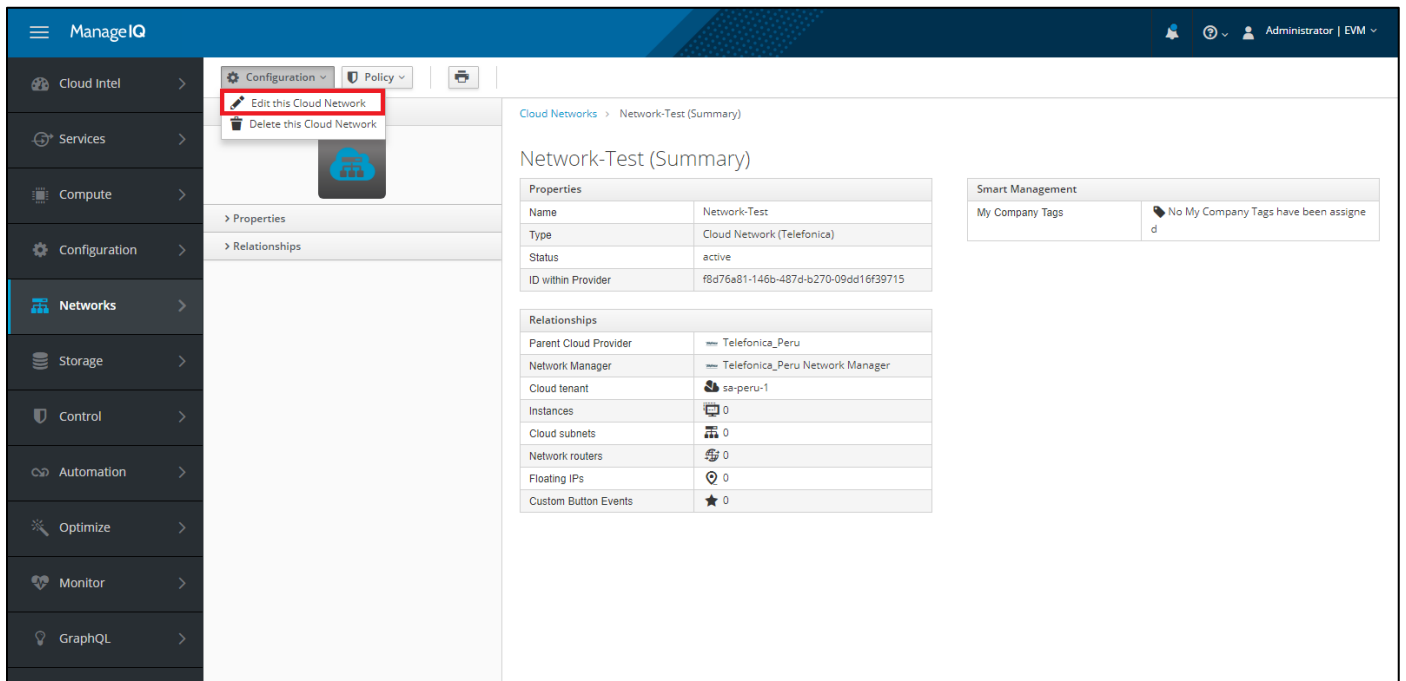 ManageIQ
Administrator | EVM
Cloud Intel
Services
Compute
Configuration
Networks
Storage
Control
Automation
Optimize
Monitor
GraphQL
Configuration
Policy
Edit this Cloud Network
Delete this Cloud Network
Properties
Relationships
Cloud Networks > Network-Test (Summary)
Network-Test (Summary)
Properties
Name Network-Test
Type Cloud Network (Telefonica)
Status active
ID within Provider f8d76a81-146b-487d-b270-09dd16f39715
Relationships
Parent Cloud Provider Telefonica_Peru
Network Manager Telefonica_Peru Network Manager
Cloud tenant sa-peru-1
Instances 0
Cloud subnets 0
Network routers 0
Floating IPs 0
Custom Button Events 0
Smart Management
My Company Tags No My Company Tags have been assigne
d